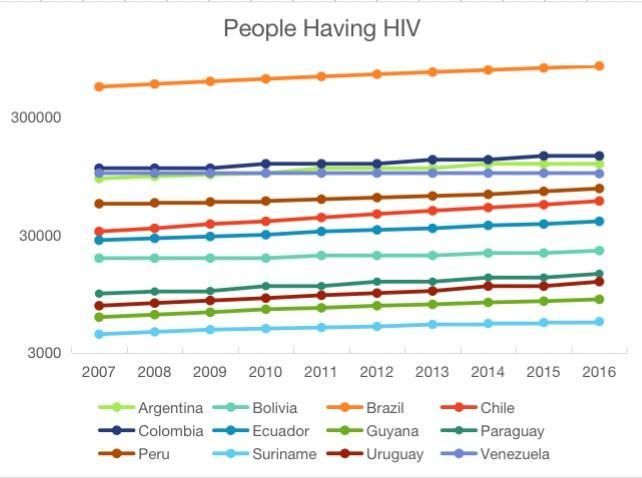 People Having HIV
300000
30000
3000
2007 2008 2009 2010 2011 2012 2013 2014 2015 2016
Argentina Bolivia Brazil Chile
Colombia Ecuador Guyana Paraguay
Peru Suriname Uruguay Venezuela